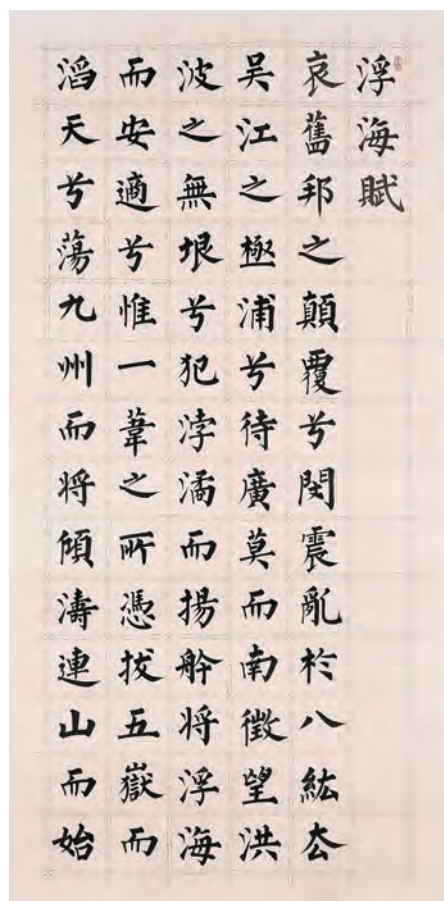 浮海賦
哀舊邦之顛覆兮閔震亂於八紘厺
吴江之極浦兮待廣莫而南徵望洪
波之無垠兮犯浡潏而揚舲将浮海
而安適兮惟一葦之所憑拔五嶽而
滔天兮蕩九州而将傾濤連山而始